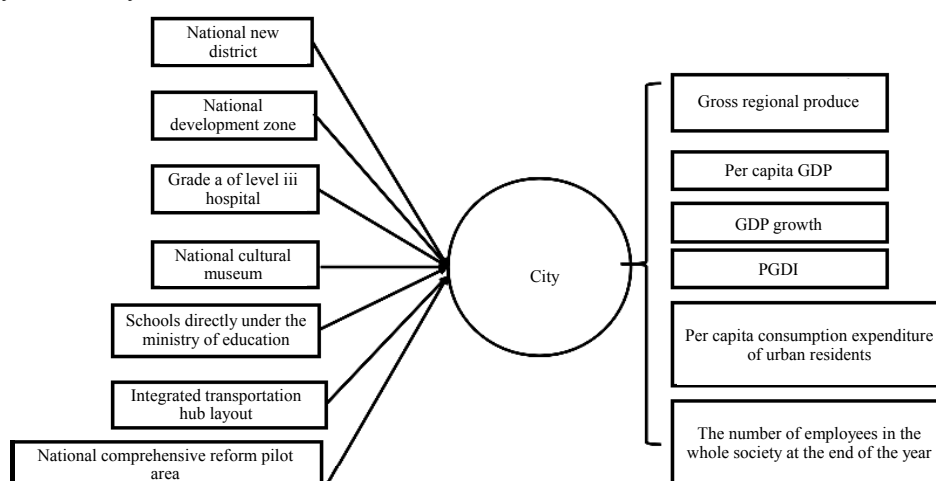 National new
district
National
development zone
Grade a of level iii
hospital
National cultural
museum
Schools directly under the
ministry of education
Integrated transportation
hub layout
National comprehensive reform pilot
area
City
Gross regional produce
Per capita GDP
GDP growth
PGDI
Per capita consumption expenditure
of urban residents
The number of employees in the
whole society at the end of the year